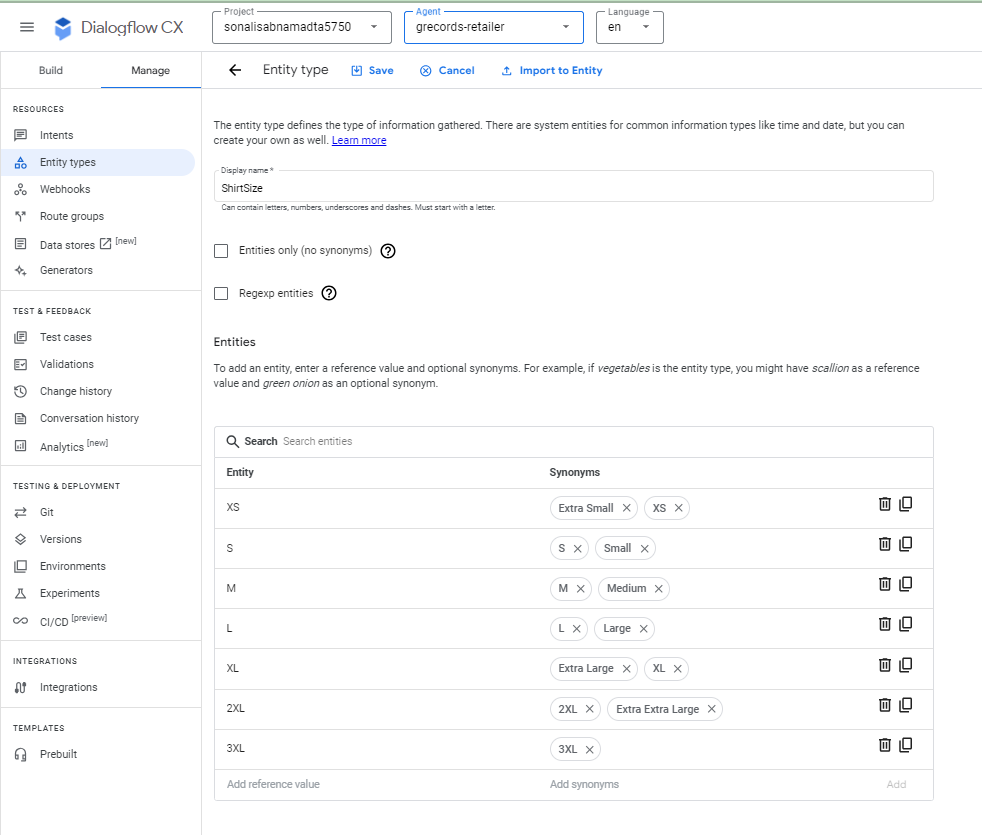 Dialogflow CX
Project
sonalisabnamadta5750
Agent
grecords-retailer
Language
en
Build
Manage
Entity type
Save
Cancel
Import to Entity
RESOURCES
Intents
Entity types
Webhooks
Route groups
Data stores [new]
Generators
TEST & FEEDBACK
Test cases
Validations
Change history
Conversation history
Analytics [new]
TESTING & DEPLOYMENT
Git
Versions
Environments
Experiments
CI/CD [preview]
INTEGRATIONS
Integrations
TEMPLATES
Prebuilt
The entity type defines the type of information gathered. There are system entities for common information types like time and date, but you can
create your own as well. Learn more
Display name *
ShirtSize
Can contain letters, numbers, underscores and dashes. Must start with a letter.
Entities only (no synonyms)
Regexp entities
Entities
To add an entity, enter a reference value and optional synonyms. For example, if vegetables is the entity type, you might have scallion as a reference
value and green onion as an optional synonym.
Search Search entities
Entity Synonyms
XS Extra Small XS
S S Small
M M Medium
L L Large
XL Extra Large XL
2XL 2XL Extra Extra Large
3XL 3XL
Add reference value Add synonyms Add